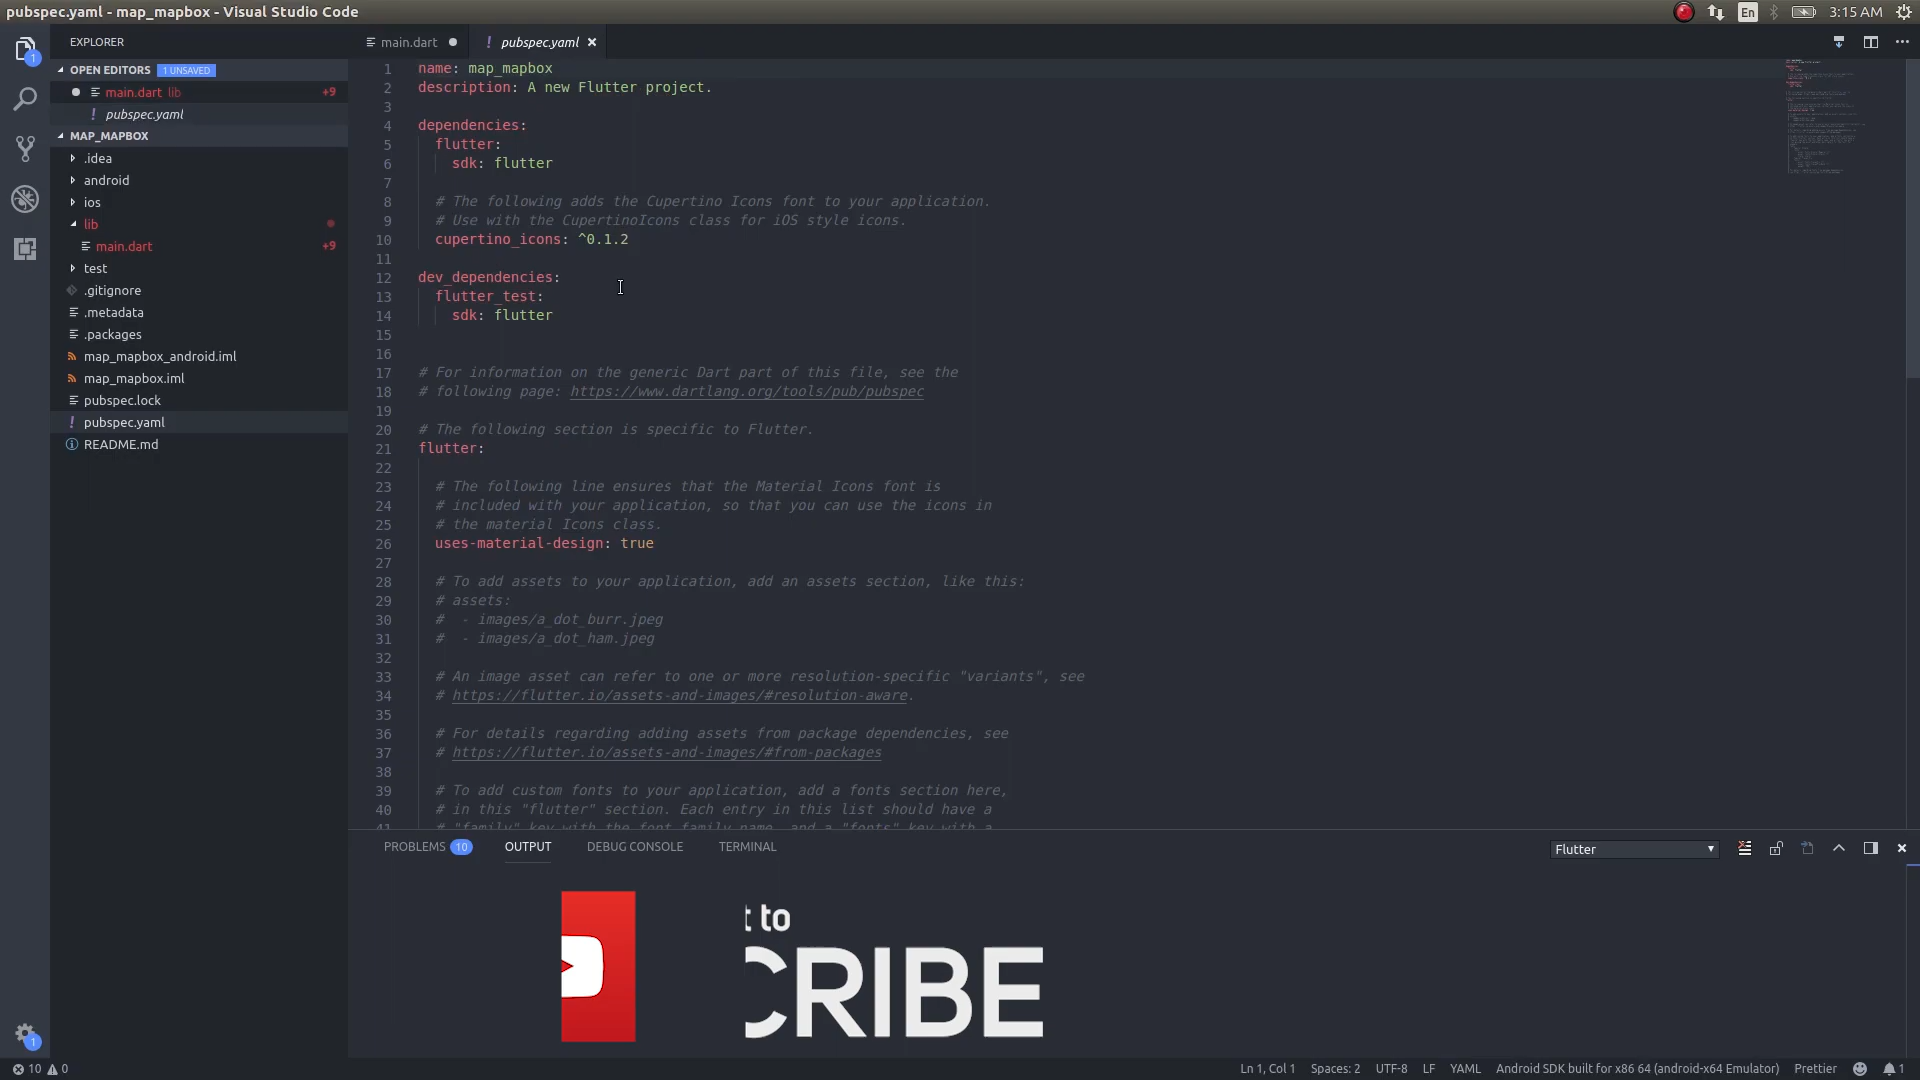 pubspec.yaml - map_mapbox - Visual Studio Code
En
3:15 AM
EXPLORER
main.dart
! pubspec.yaml
OPEN EDITORS 1 UNSAVED
main.dart lib +9
! pubspec.yaml
MAP_MAPBOX
.idea
android
ios
lib
main.dart +9
test
.gitignore
.metadata
.packages
map_mapbox_android.iml
map_mapbox.iml
pubspec.lock
! pubspec.yaml
README.md
1
1
1 name: map_mapbox
2 description: A new Flutter project.
3
4 dependencies:
5 flutter:
6 sdk: flutter
7
8 # The following adds the Cupertino Icons font to your application.
9 # Use with the CupertinoIcons class for iOS style icons.
10 cupertino_icons: ^0.1.2
11
12 dev_dependencies:
13 flutter_test:
14 sdk: flutter
15
16
17 # For information on the generic Dart part of this file, see the
18 # following page: https://www.dartlang.org/tools/pub/pubspec
19
20 # The following section is specific to Flutter.
21 flutter:
22
23 # The following line ensures that the Material Icons font is
24 # included with your application, so that you can use the icons in
25 # the material Icons class.
26 uses-material-design: true
27
28 # To add assets to your application, add an assets section, like this:
29 # assets:
30 # - images/a_dot_burr.jpeg
31 # - images/a_dot_ham.jpeg
32
33 # An image asset can refer to one or more resolution-specific "variants", see
34 # https://flutter.io/assets-and-images/#resolution-aware.
35
36 # For details regarding adding assets from package dependencies, see
37 # https://flutter.io/assets-and-images/#from-packages
38
39 # To add custom fonts to your application, add a fonts section here,
40 # in this "flutter" section. Each entry in this list should have a
41 # "family" key with the font family name, and a "fonts" key with a
PROBLEMS 10 OUTPUT DEBUG CONSOLE TERMINAL
Flutter
to
CRIBE
10 0
Ln 1, Col 1 Spaces: 2 UTF-8 LF YAML Android SDK built for x86 64 (android-x64 Emulator) Prettier 1